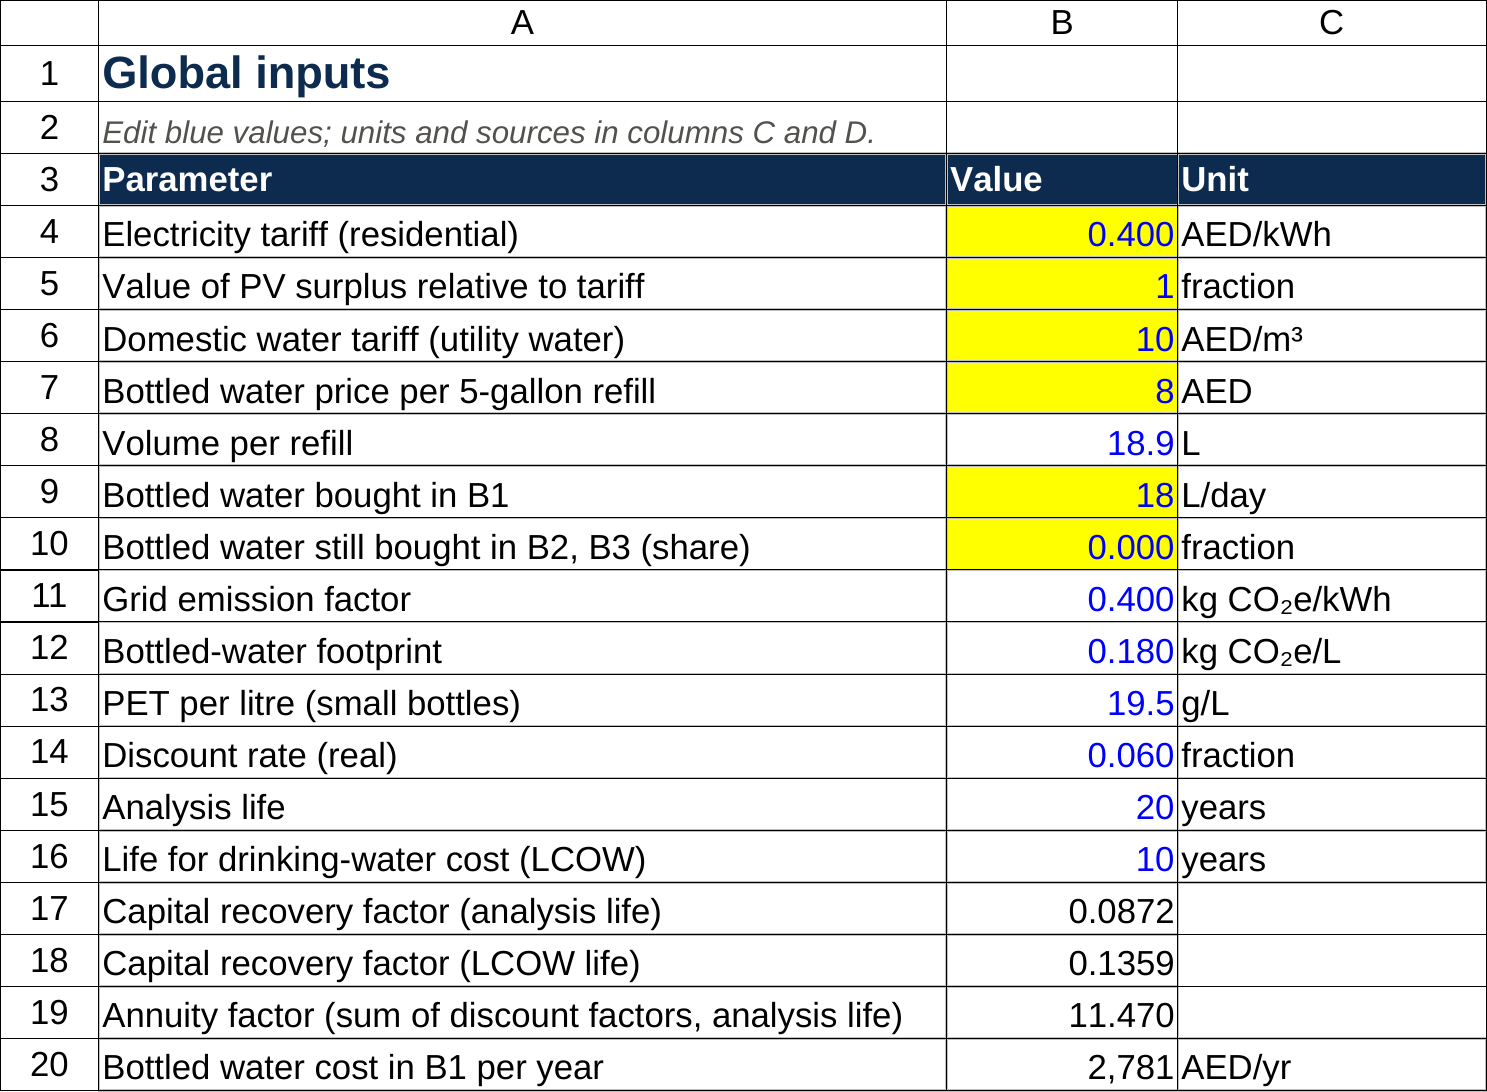 A B C
1 Global inputs
2 Edit blue values; units and sources in columns C and D.
3 Parameter Value Unit
4 Electricity tariff (residential) 0.400 AED/kWh
5 Value of PV surplus relative to tariff 1 fraction
6 Domestic water tariff (utility water) 10 AED/m³
7 Bottled water price per 5-gallon refill 8 AED
8 Volume per refill 18.9 L
9 Bottled water bought in B1 18 L/day
10 Bottled water still bought in B2, B3 (share) 0.000 fraction
11 Grid emission factor 0.400 kg CO₂e/kWh
12 Bottled-water footprint 0.180 kg CO₂e/L
13 PET per litre (small bottles) 19.5 g/L
14 Discount rate (real) 0.060 fraction
15 Analysis life 20 years
16 Life for drinking-water cost (LCOW) 10 years
17 Capital recovery factor (analysis life) 0.0872
18 Capital recovery factor (LCOW life) 0.1359
19 Annuity factor (sum of discount factors, analysis life) 11.470
20 Bottled water cost in B1 per year 2,781 AED/yr